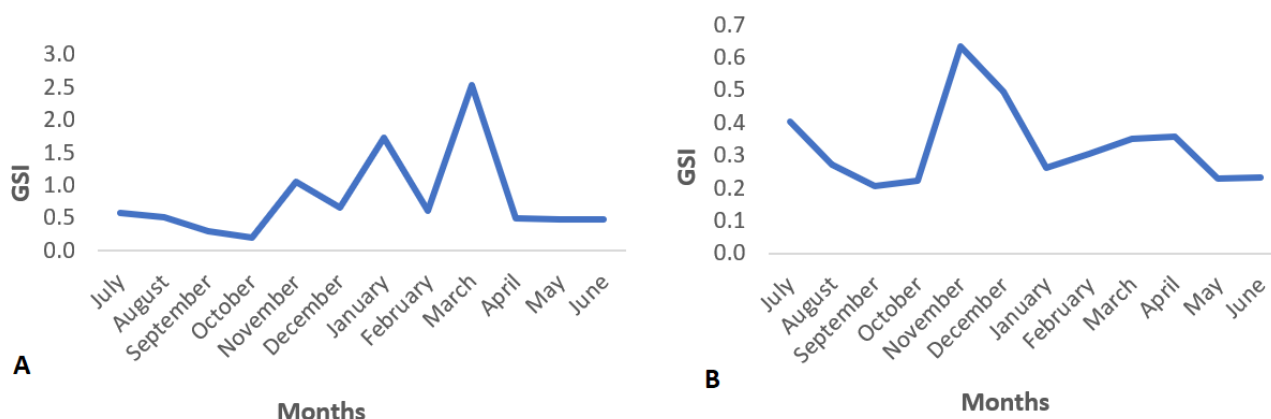 3.0
2.5
2.0
1.5
1.0
0.5
0.0
GSI
July
August
September
October
November
December
January
February
March
April
May
June
A
Months
0.7
0.6
0.5
0.4
0.3
0.2
0.1
0.0
GSI
July
August
September
October
November
December
January
February
March
April
May
June
B
Months